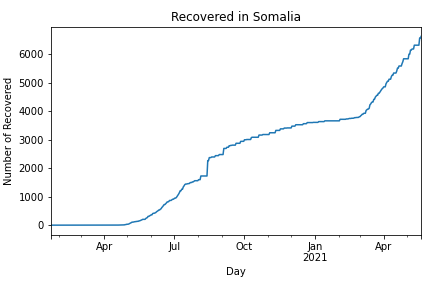 Recovered in Somalia
Number of Recovered
6000
5000
4000
3000
2000
1000
0
Apr
Jul
Oct
Jan
2021
Apr
Day